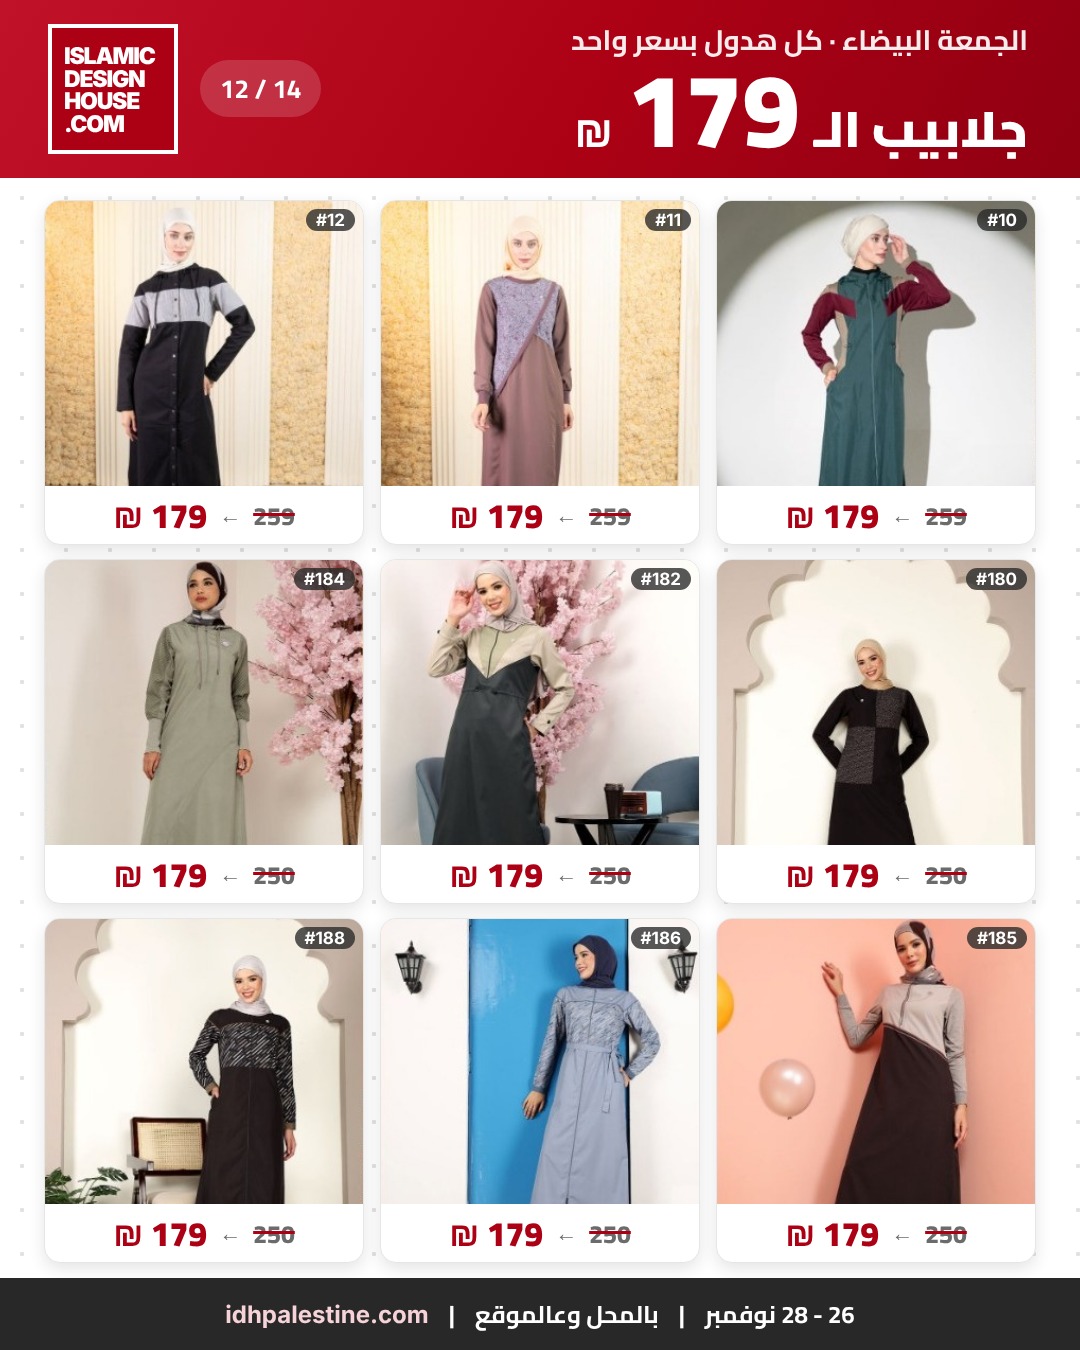 الجمعة البيضاء · كل هدول بسعر واحد
جلابيب الـ 179 ₪
12 / 14
ISLAMIC
DESIGN
HOUSE
.COM
#10
259 ← 179 ₪
#11
259 ← 179 ₪
#12
259 ← 179 ₪
#180
250 ← 179 ₪
#182
250 ← 179 ₪
#184
250 ← 179 ₪
#185
250 ← 179 ₪
#186
250 ← 179 ₪
#188
250 ← 179 ₪
26 - 28 نوفمبر | بالمحل وعالموقع | idhpalestine.com